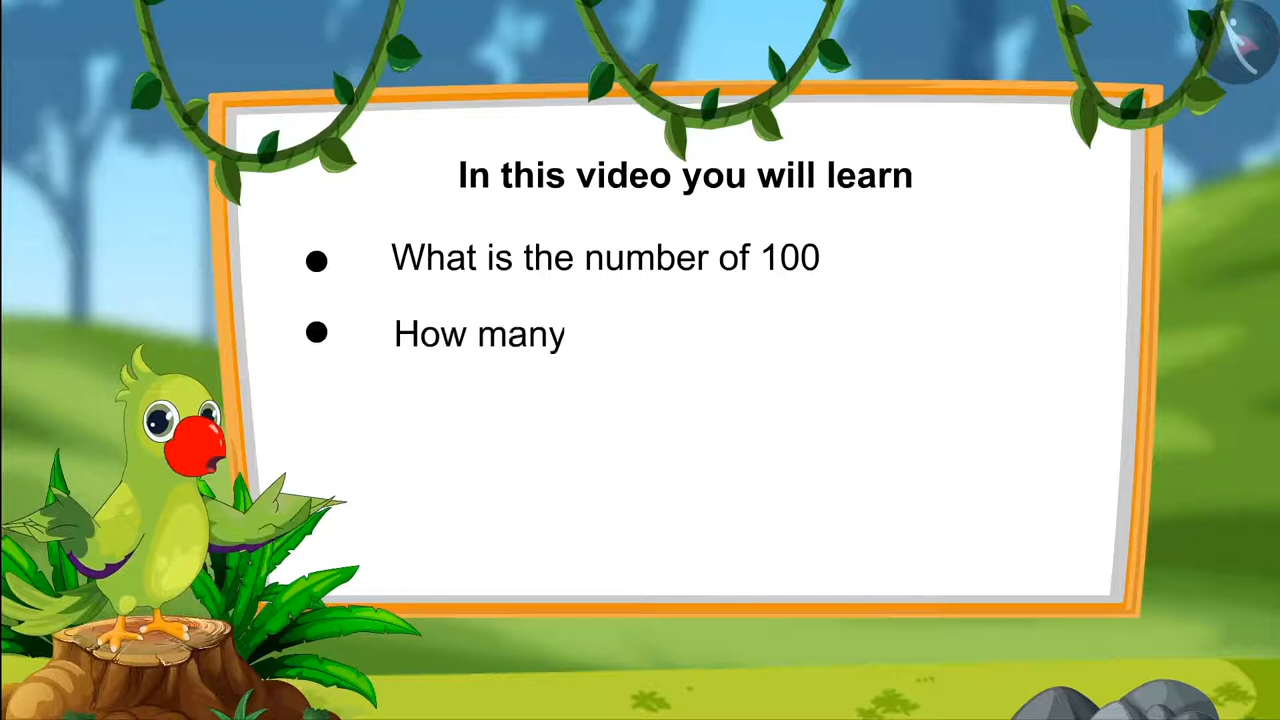 In this video you will learn
● What is the number of 100
● How many